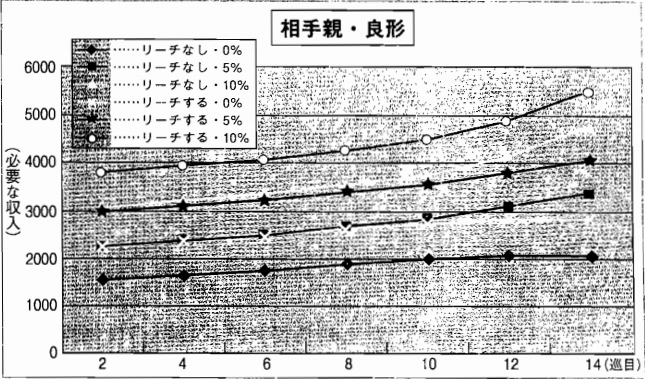 相手親・良形
……リーチなし・0%
……リーチなし・5%
……リーチなし・10%
……リーチする・0%
……リーチする・5%
……リーチする・10%
(必要な収入)
6000
5000
4000
3000
2000
1000
0
2 4 6 8 10 12 14(巡目)